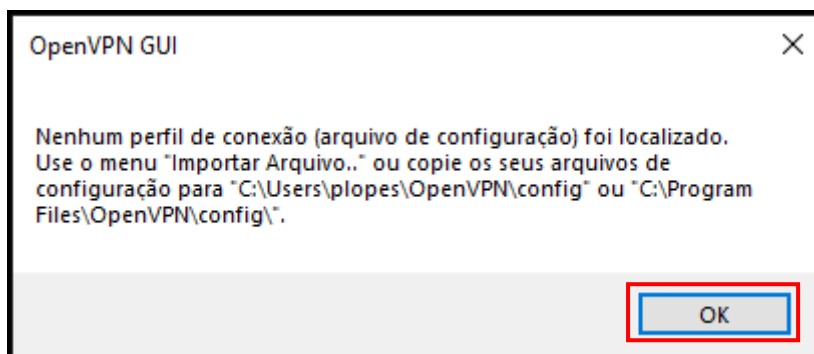 OpenVPN GUI
Nenhum perfil de conexão (arquivo de configuração) foi localizado.
Use o menu "Importar Arquivo.." ou copie os seus arquivos de
configuração para "C:\Users\plopes\OpenVPN\config" ou "C:\Program
Files\OpenVPN\config\".
OK